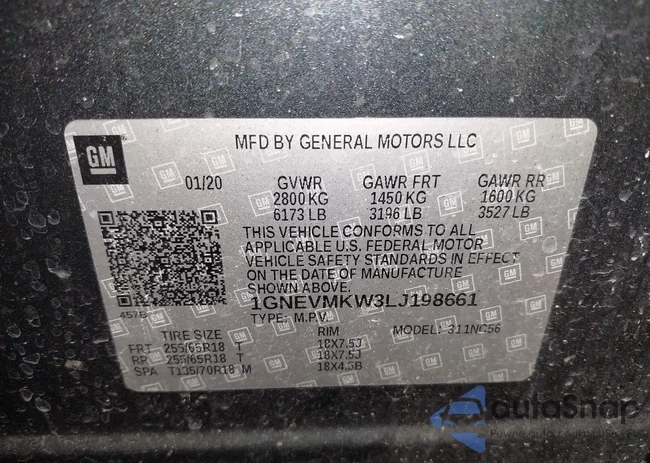 GM
MFD BY GENERAL MOTORS LLC
01/20 GVWR GAWR FRT GAWR RR
2800 KG 1450 KG 1600 KG
6173 LB 3196 LB 3527 LB
THIS VEHICLE CONFORMS TO ALL
APPLICABLE U.S. FEDERAL MOTOR
VEHICLE SAFETY STANDARDS IN EFFECT
ON THE DATE OF MANUFACTURE
SHOWN ABOVE.
1GNEVMKW3LJ198661
457B TYPE: M.P.V. MODEL: 311NC56
TIRE SIZE RIM
FRT 255/65R18 T 18X7.5J
RR 255/65R18 T 18X7.5J
SPA T135/70R18 M 18X4.5B
autoSnap